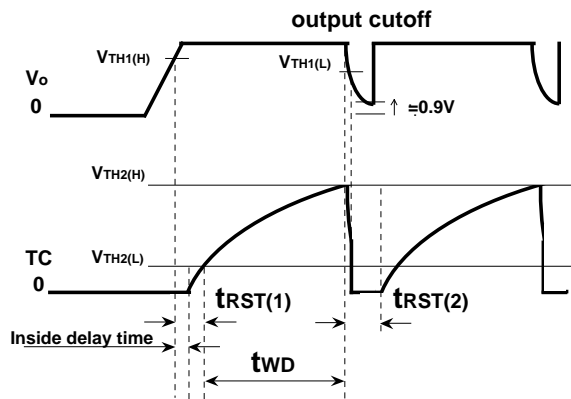 output cutoff
VTH1(H)
VTH1(L)
Vo
0
≒0.9V
VTH2(H)
TC
VTH2(L)
0
tRST(1)
tRST(2)
Inside delay time
tWD